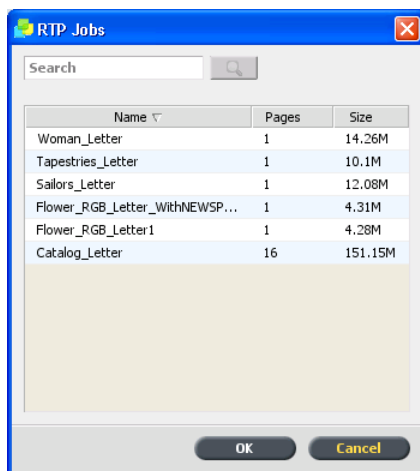 RTP Jobs
Search
Name Pages Size
Woman_Letter 1 14.26M
Tapestries_Letter 1 10.1M
Sailors_Letter 1 12.08M
Flower_RGB_Letter_WithNEWSP... 1 4.31M
Flower_RGB_Letter1 1 4.28M
Catalog_Letter 16 151.15M
OK Cancel